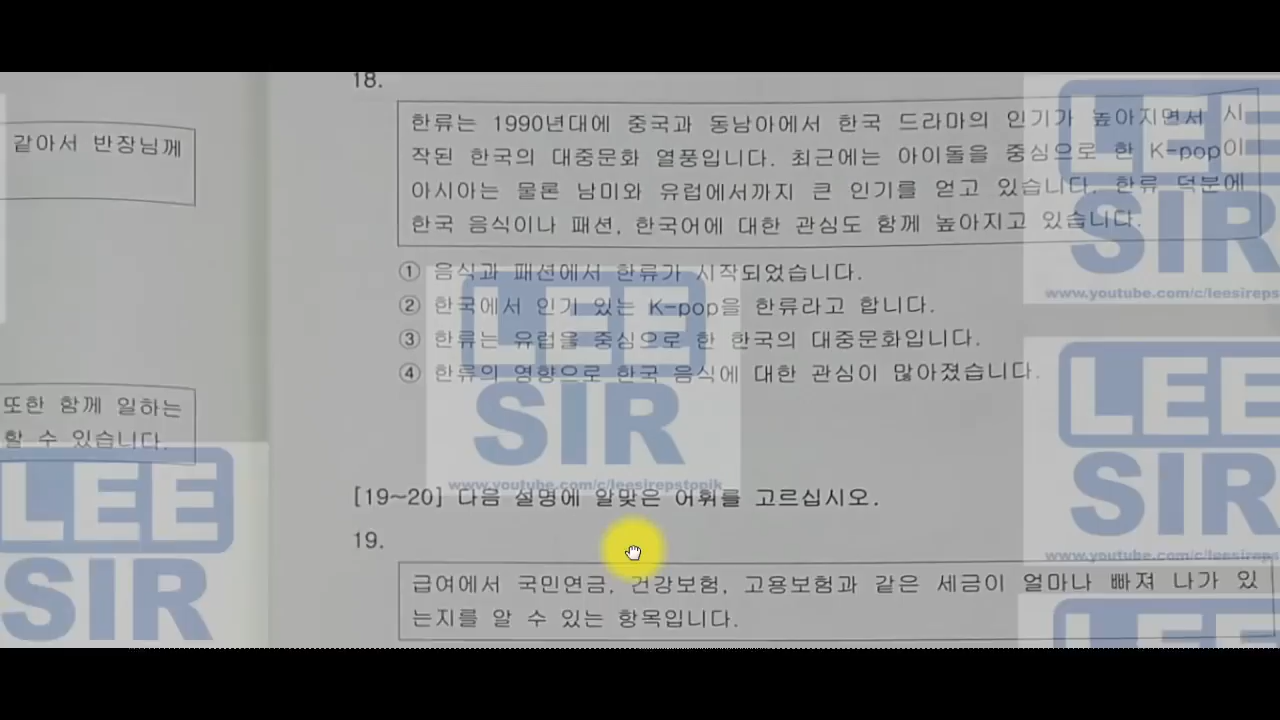 같아서 반장님께
또한 함께 일하는
할 수 있습니다.
18.
한류는 1990년대에 중국과 동남아에서 한국 드라마의 인기가 높아지면서 시
작된 한국의 대중문화 열풍입니다. 최근에는 아이돌을 중심으로 한 K-pop이
아시아는 물론 남미와 유럽에서까지 큰 인기를 얻고 있습니다. 한류 덕분에
한국 음식이나 패션, 한국어에 대한 관심도 함께 높아지고 있습니다.
① 음식과 패션에서 한류가 시작되었습니다.
② 한국에서 인기 있는 K-pop을 한류라고 합니다.
③ 한류는 유럽을 중심으로 한 한국의 대중문화입니다.
④ 한류의 영향으로 한국 음식에 대한 관심이 많아졌습니다.
[19~20] 다음 설명에 알맞은 어휘를 고르십시오.
19.
급여에서 국민연금, 건강보험, 고용보험과 같은 세금이 얼마나 빠져 나가 있
는지를 알 수 있는 항목입니다.
LEE
SIR
www.youtube.com/c/leesirepstopik
LEE
SIR
www.youtube.com/c/leesireps
LEE
SIR
www.youtube.com/c/leesireps
LEE
SIR
LEE